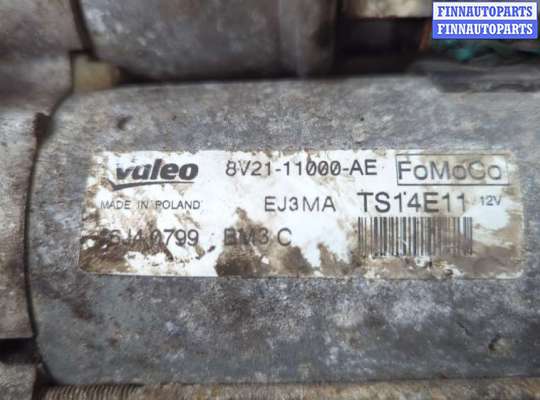 FINNAUTOPARTS
FINNAUTOPARTS
Valeo 8V21-11000-AE FoMoCo
MADE IN POLAND EJ3MA TS14E11 12V
BM3 C